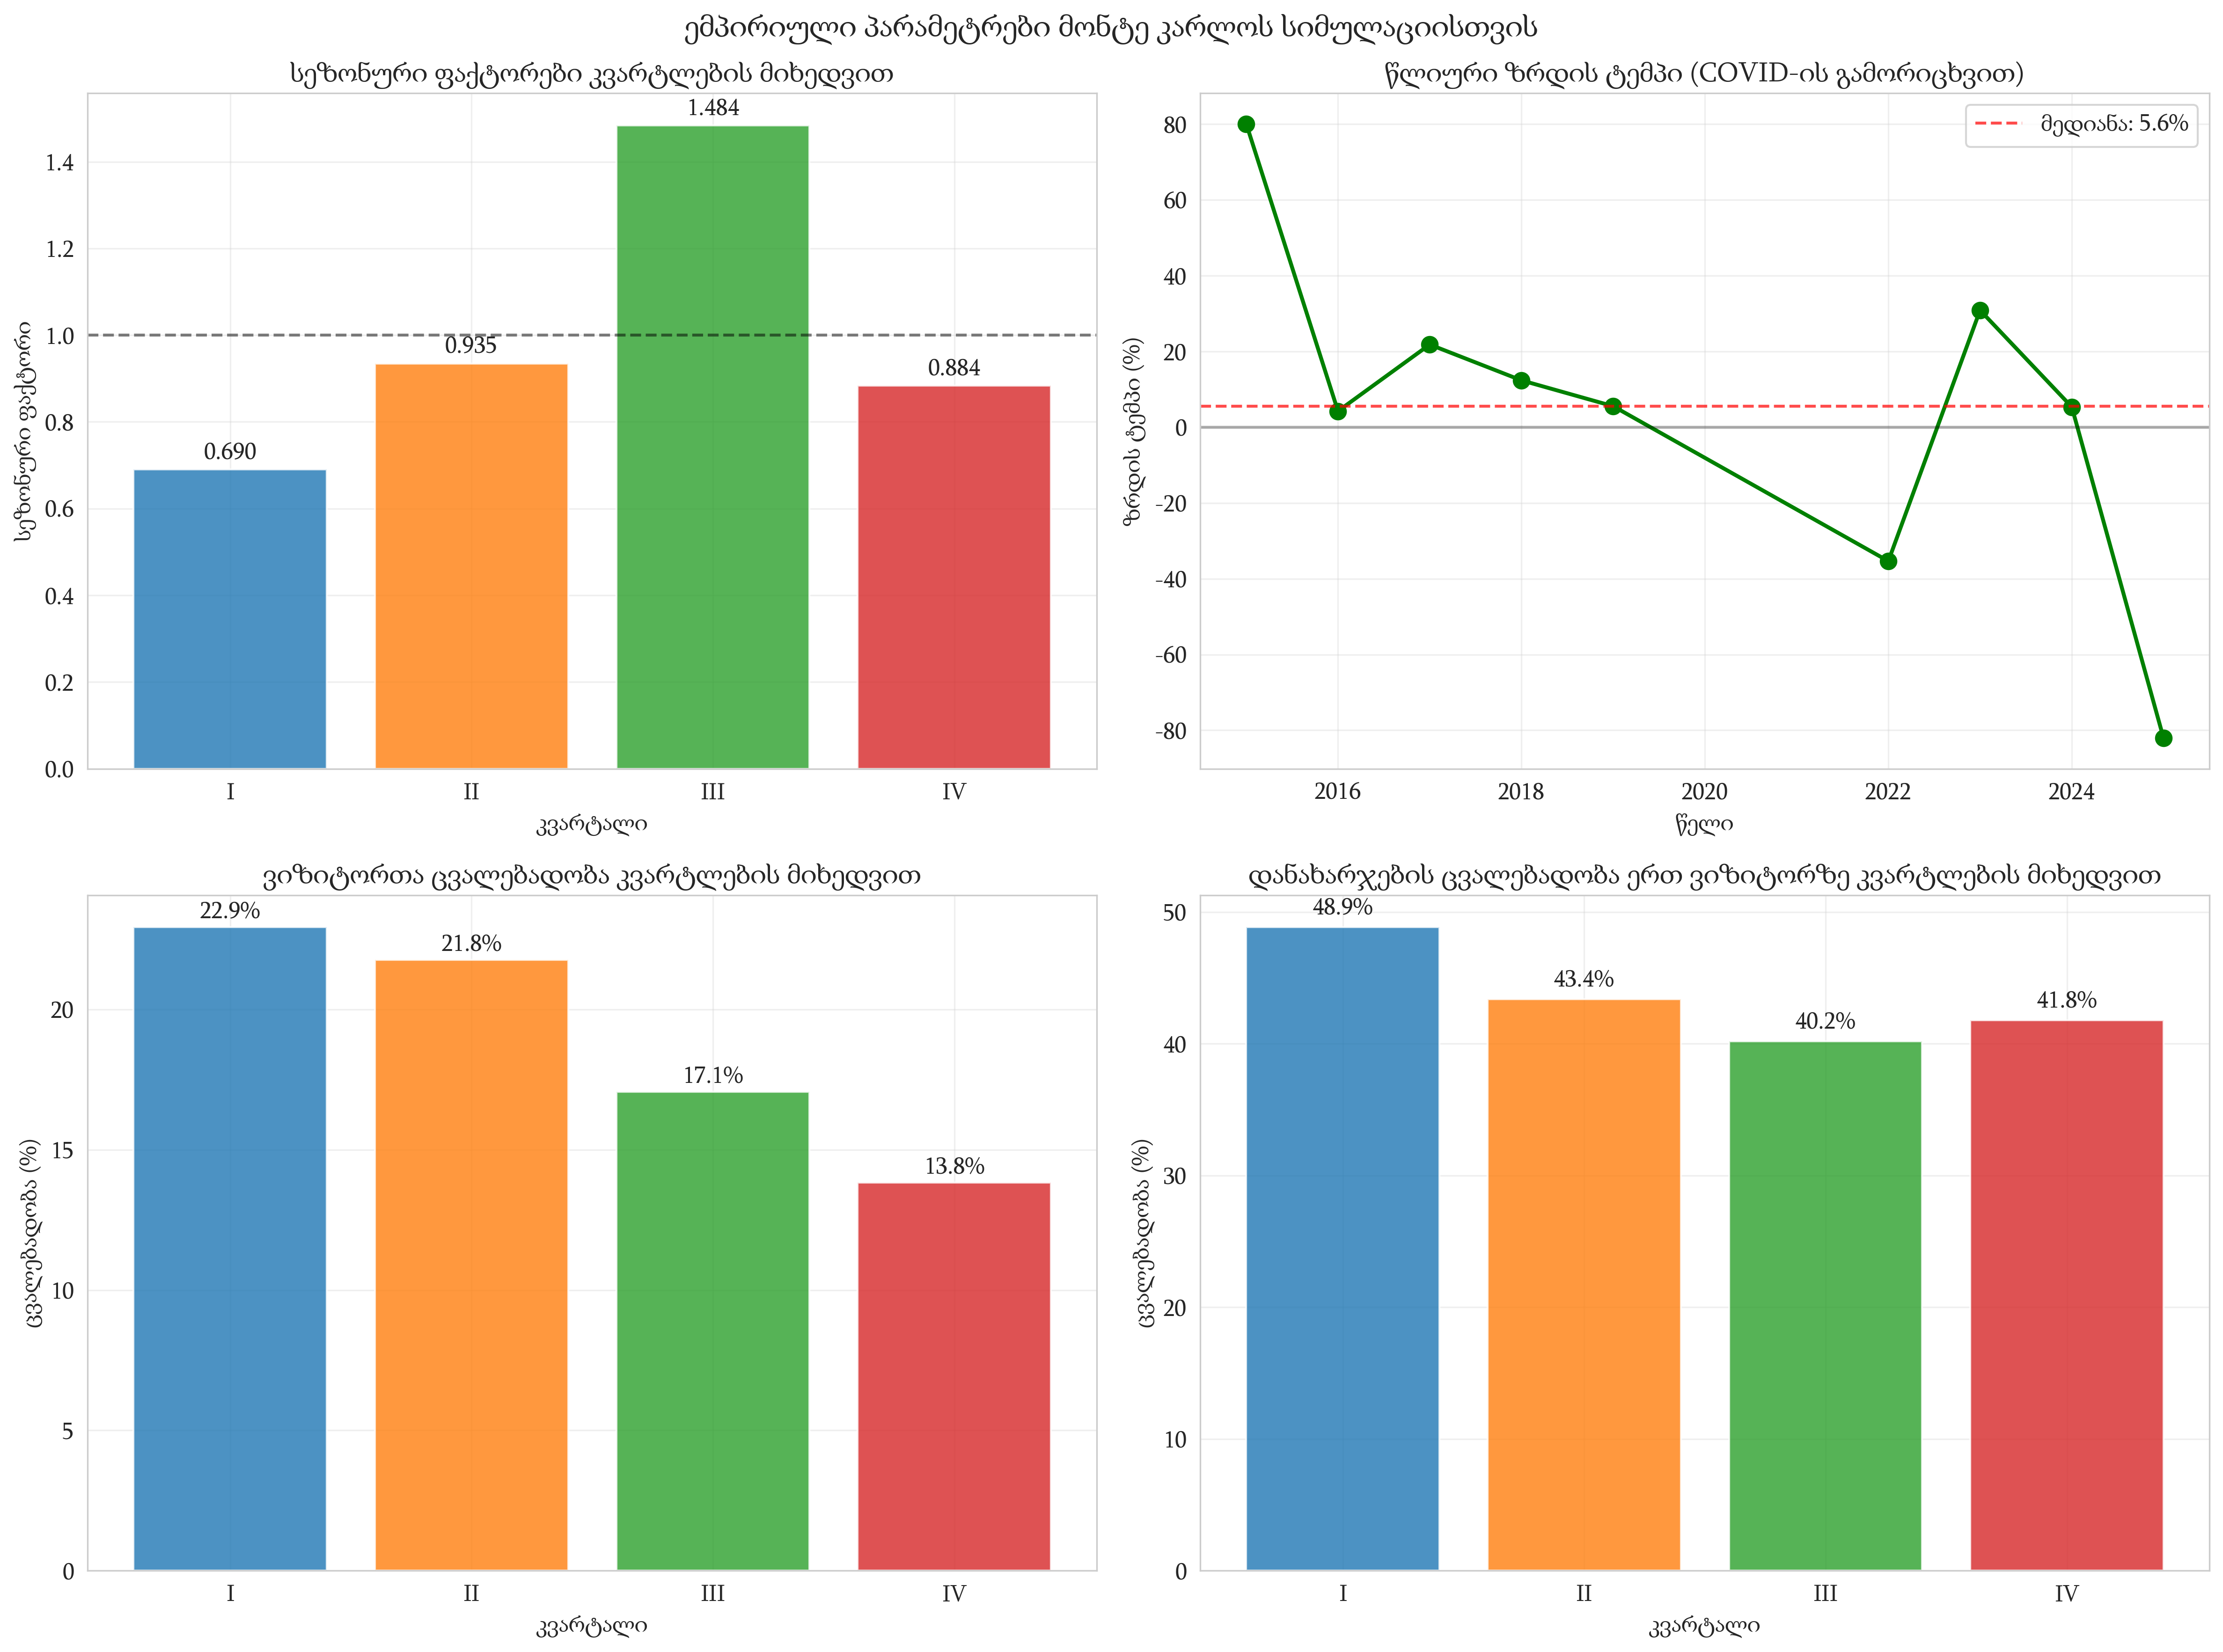 ემპირიული პარამეტრები მონტე კარლოს სიმულაციისთვის
სეზონური ფაქტორები კვარტლების მიხედვით
სეზონური ფაქტორი
1.4
1.2
1.0
0.8
0.6
0.4
0.2
0.0
0.690
0.935
1.484
0.884
I II III IV
კვარტალი
წლიური ზრდის ტემპი (COVID-ის გამორიცხვით)
ზრდის ტემპი (%)
80
60
40
20
0
-20
-40
-60
-80
მედიანა: 5.6%
2016 2018 2020 2022 2024
წელი
ვიზიტორთა ცვალებადობა კვარტლების მიხედვით
ცვალებადობა (%)
20
15
10
5
0
22.9%
21.8%
17.1%
13.8%
I II III IV
კვარტალი
დანახარჯების ცვალებადობა ერთ ვიზიტორზე კვარტლების მიხედვით
ცვალებადობა (%)
50
40
30
20
10
0
48.9%
43.4%
40.2%
41.8%
I II III IV
კვარტალი